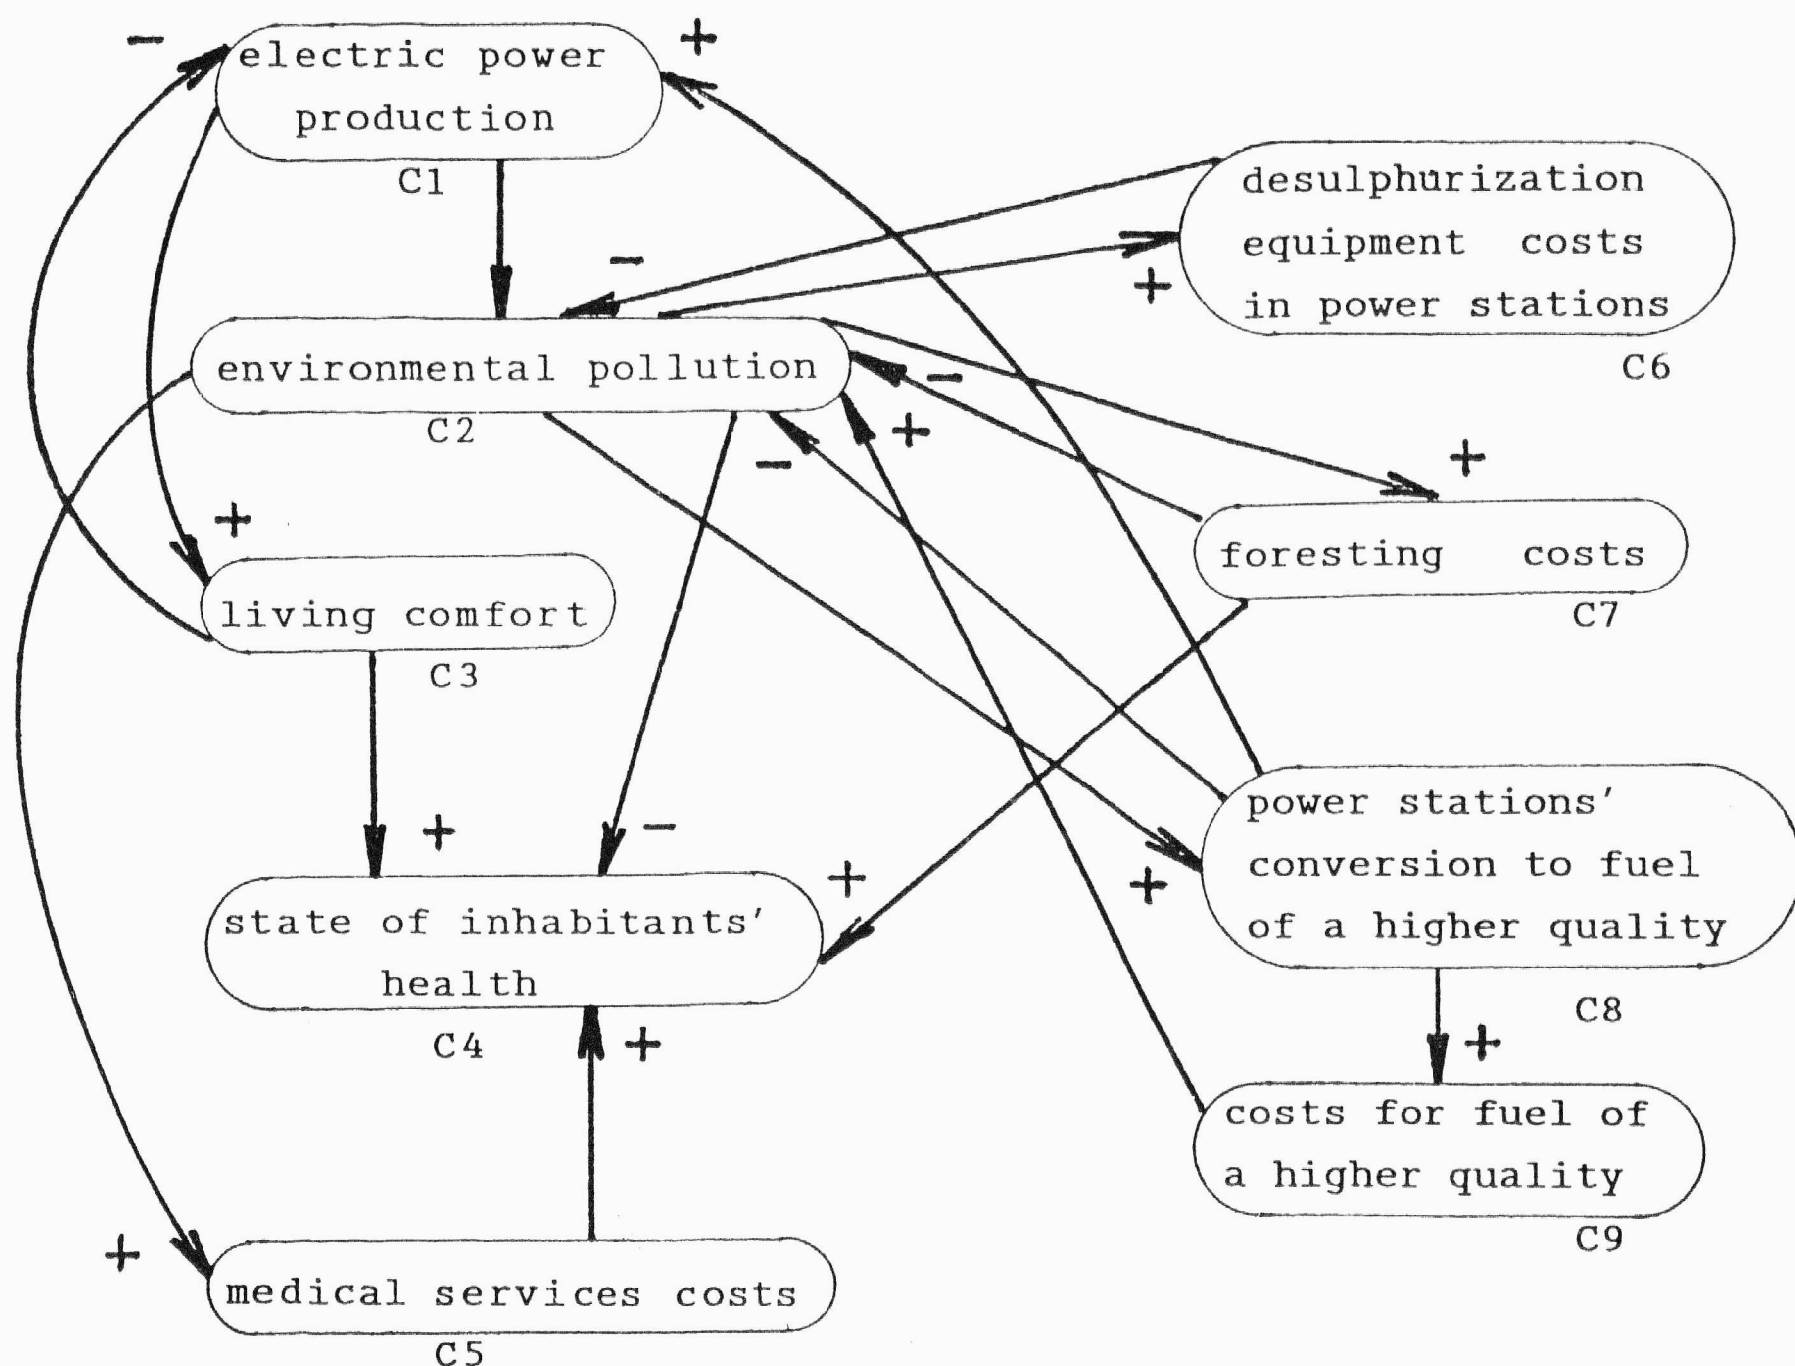 −
electric power
production
+
C1
desulphurization
equipment costs
in power stations
−
+
C6
environmental pollution
C2
−
+
−
+
+
foresting costs
C7
living comfort
C3
+
−
+
+
power stations'
conversion to fuel
of a higher quality
C8
state of inhabitants'
health
C4
+
+
costs for fuel of
a higher quality
C9
+
medical services costs
C5